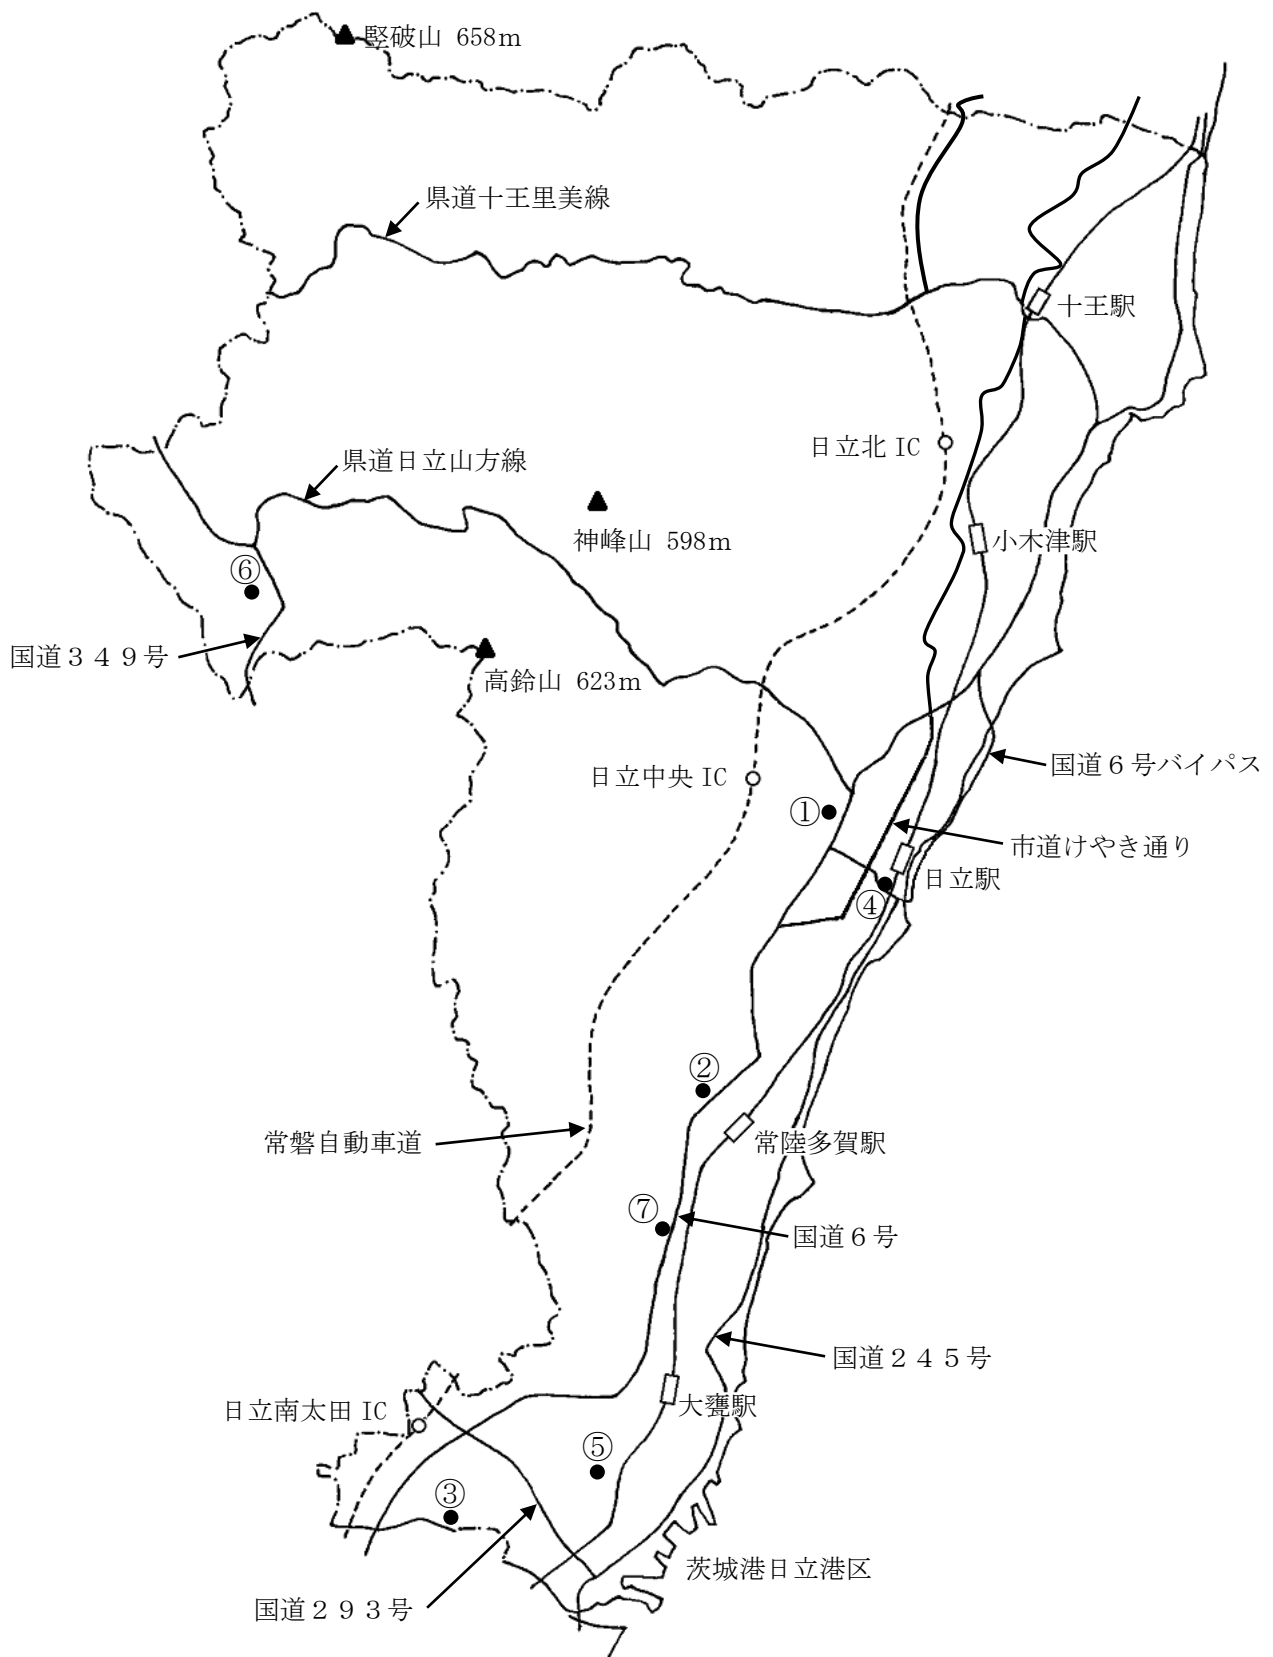 竪破山 658m
県道十王里美線
十王駅
日立北 IC
県道日立山方線
神峰山 598m
小木津駅
⑥
国道３４９号
高鈴山 623m
国道６号バイパス
日立中央 IC
①
市道けやき通り
日立駅
④
②
常磐自動車道
常陸多賀駅
⑦
国道６号
国道２４５号
日立南太田 IC
大甕駅
⑤
③
茨城港日立港区
国道２９３号